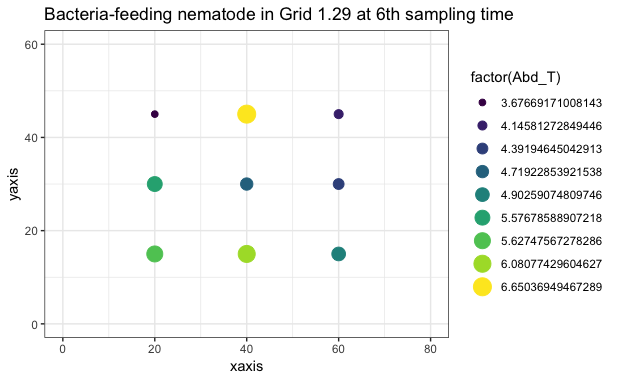 Bacteria-feeding nematode in Grid 1.29 at 6th sampling time
60
40
20
0
yaxis
0 20 40 60 80
xaxis
factor(Abd_T)
3.67669171008143
4.14581272849446
4.39194645042913
4.71922853921538
4.90259074809746
5.57678588907218
5.62747567278286
6.08077429604627
6.65036949467289